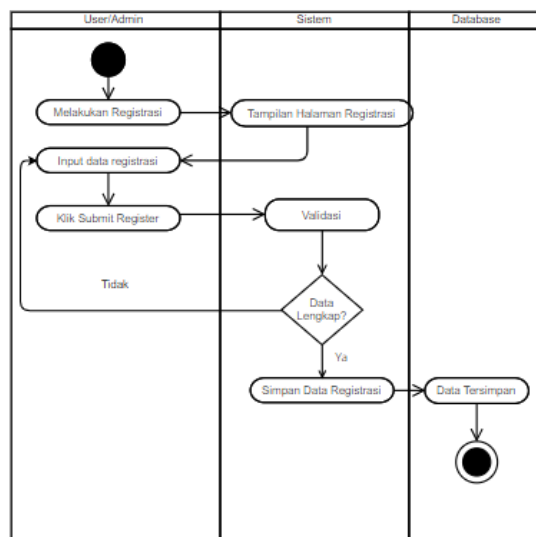 User/Admin
Sistem
Database
Melakukan Registrasi
Tampilan Halaman Registrasi
Input data registrasi
Klik Submit Register
Validasi
Tidak
Data
Lengkap?
Ya
Simpan Data Registrasi
Data Tersimpan